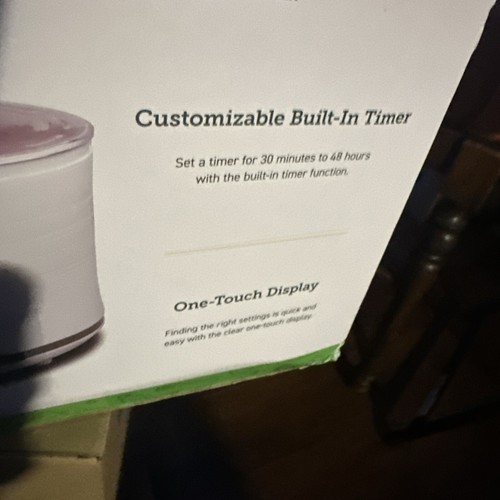 Customizable Built-In Timer
Set a timer for 30 minutes to 48 hours
with the built-in timer function.
One-Touch Display
Finding the right settings is quick and
easy with the clear one-touch display.